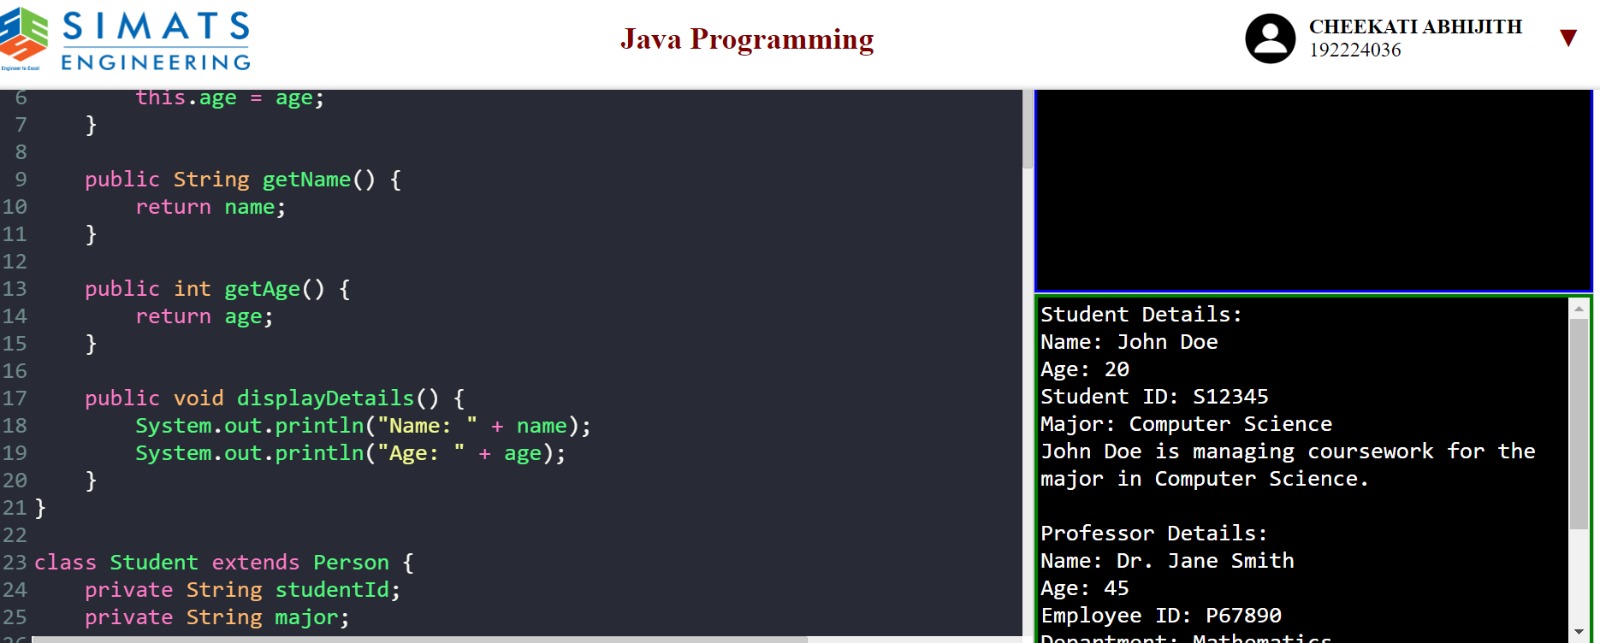 SIMATS
ENGINEERING
Engineer to Excel
Java Programming
CHEEKATI ABHIJITH
192224036
▼
6 this.age = age;
7 }
8
9 public String getName() {
10 return name;
11 }
12
13 public int getAge() {
14 return age;
15 }
16
17 public void displayDetails() {
18 System.out.println("Name: " + name);
19 System.out.println("Age: " + age);
20 }
21 }
22
23 class Student extends Person {
24 private String studentId;
25 private String major;
26
Student Details:
Name: John Doe
Age: 20
Student ID: S12345
Major: Computer Science
John Doe is managing coursework for the
major in Computer Science.
Professor Details:
Name: Dr. Jane Smith
Age: 45
Employee ID: P67890
Department: Mathematics